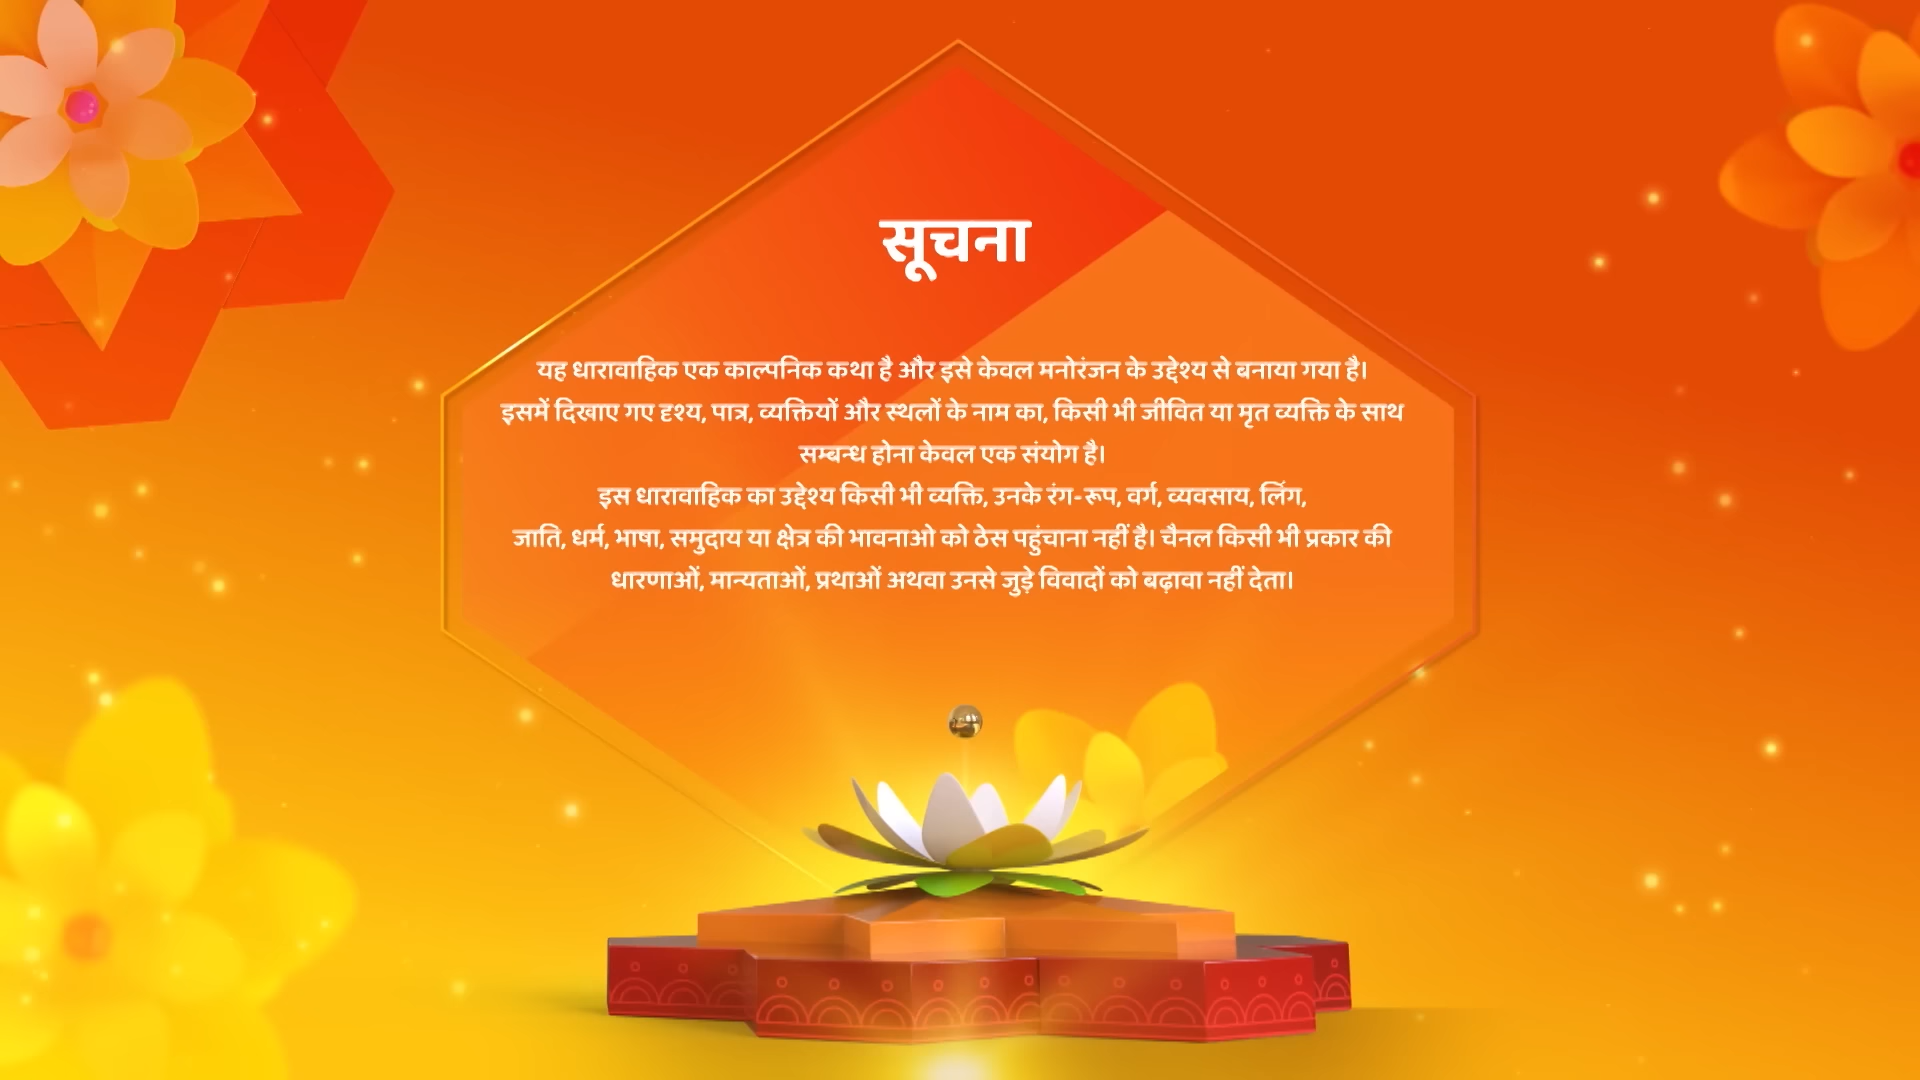 सूचना
यह धारावाहिक एक काल्पनिक कथा है और इसे केवल मनोरंजन के उद्देश्य से बनाया गया है।
इसमें दिखाए गए दृश्य, पात्र, व्यक्तियों और स्थलों के नाम का, किसी भी जीवित या मृत व्यक्ति के साथ
सम्बन्ध होना केवल एक संयोग है।
इस धारावाहिक का उद्देश्य किसी भी व्यक्ति, उनके रंग-रूप, वर्ग, व्यवसाय, लिंग,
जाति, धर्म, भाषा, समुदाय या क्षेत्र की भावनाओ को ठेस पहुंचाना नहीं है। चैनल किसी भी प्रकार की
धारणाओं, मान्यताओं, प्रथाओं अथवा उनसे जुड़े विवादों को बढ़ावा नहीं देता।